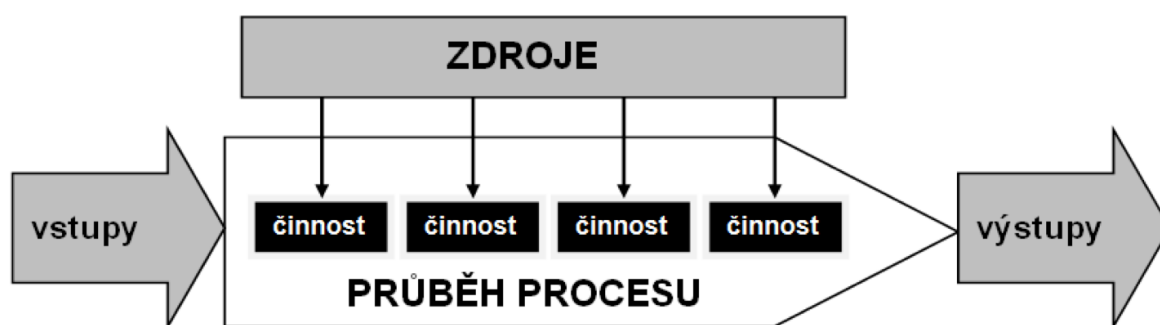 ZDROJE
vstupy
činnost činnost činnost činnost
výstupy
PRŮBĚH PROCESU